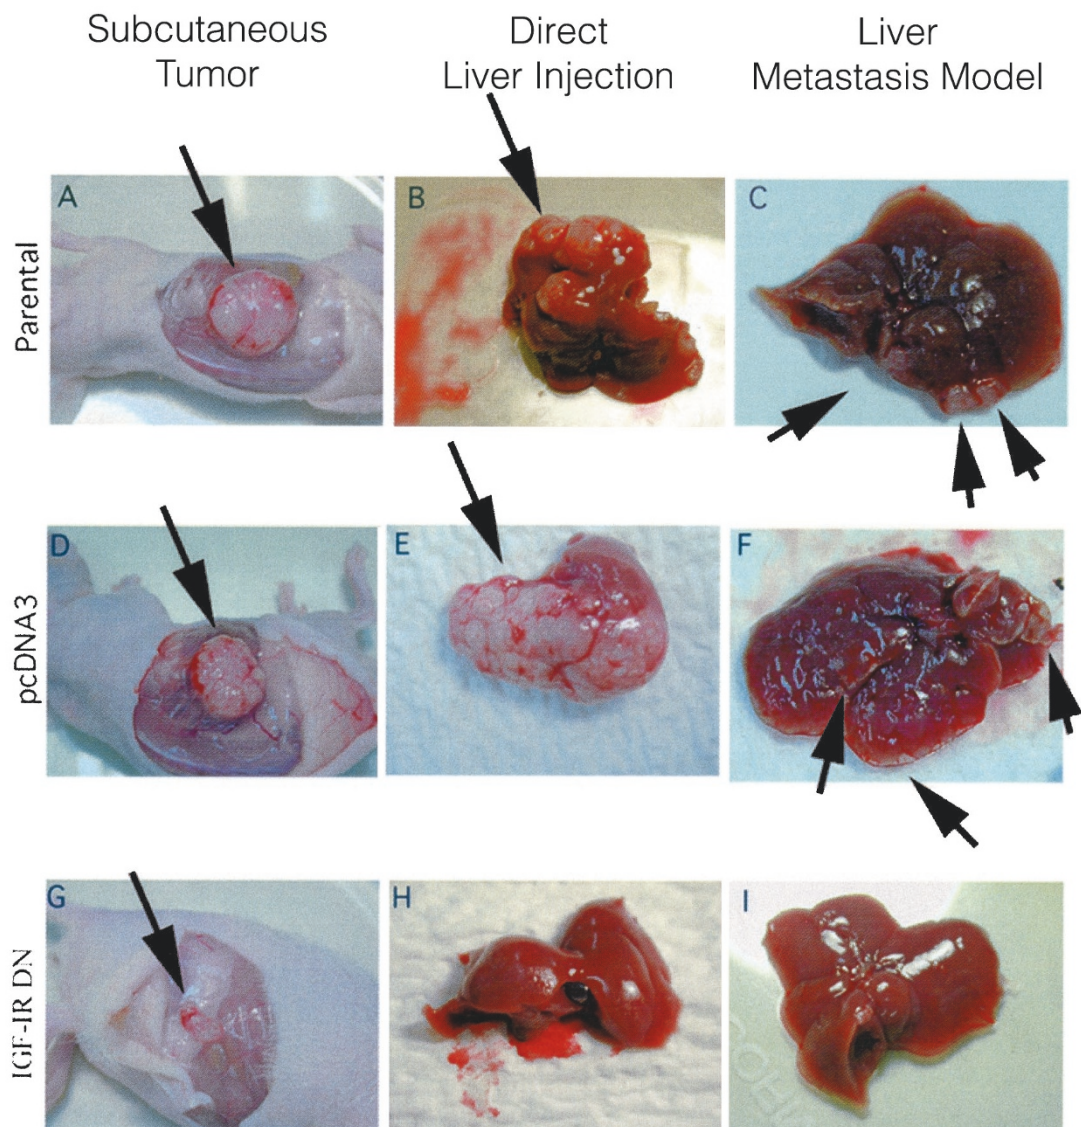 Subcutaneous
Tumor
Direct
Liver Injection
Liver
Metastasis Model
Parental
A
B
C
pcDNA3
D
E
F
IGF-IR DN
G
H
I